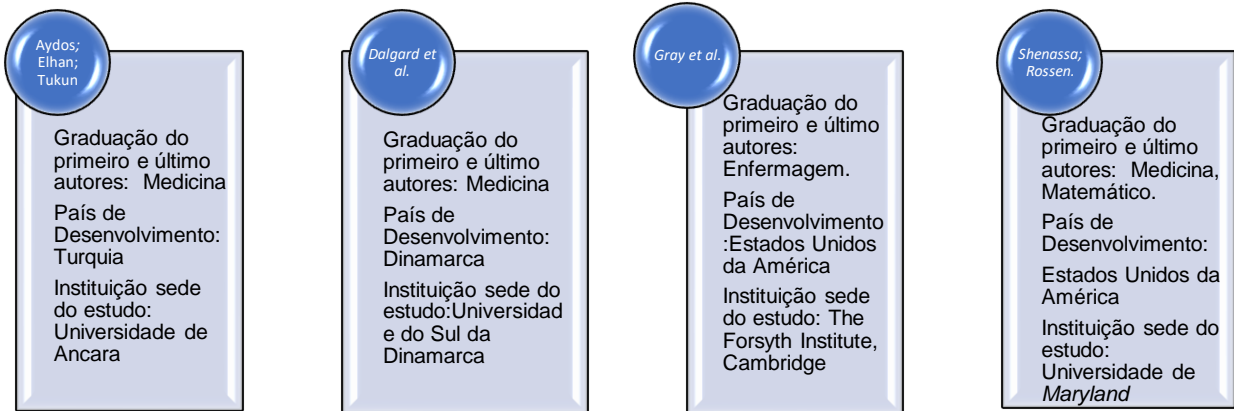 Aydos;
Elhan;
Tukun
Graduação do
primeiro e último
autores: Medicina
País de
Desenvolvimento:
Turquia
Instituição sede
do estudo:
Universidade de
Ancara
Dalgard et
al.
Graduação do
primeiro e último
autores: Medicina
País de
Desenvolvimento:
Dinamarca
Instituição sede do
estudo:Universidad
e do Sul da
Dinamarca
Gray et al.
Graduação do
primeiro e último
autores:
Enfermagem.
País de
Desenvolvimento
:Estados Unidos
da América
Instituição sede
do estudo: The
Forsyth Institute,
Cambridge
Shenassa;
Rossen.
Graduação do
primeiro e último
autores: Medicina,
Matemático.
País de
Desenvolvimento:
Estados Unidos da
América
Instituição sede do
estudo:
Universidade de
Maryland